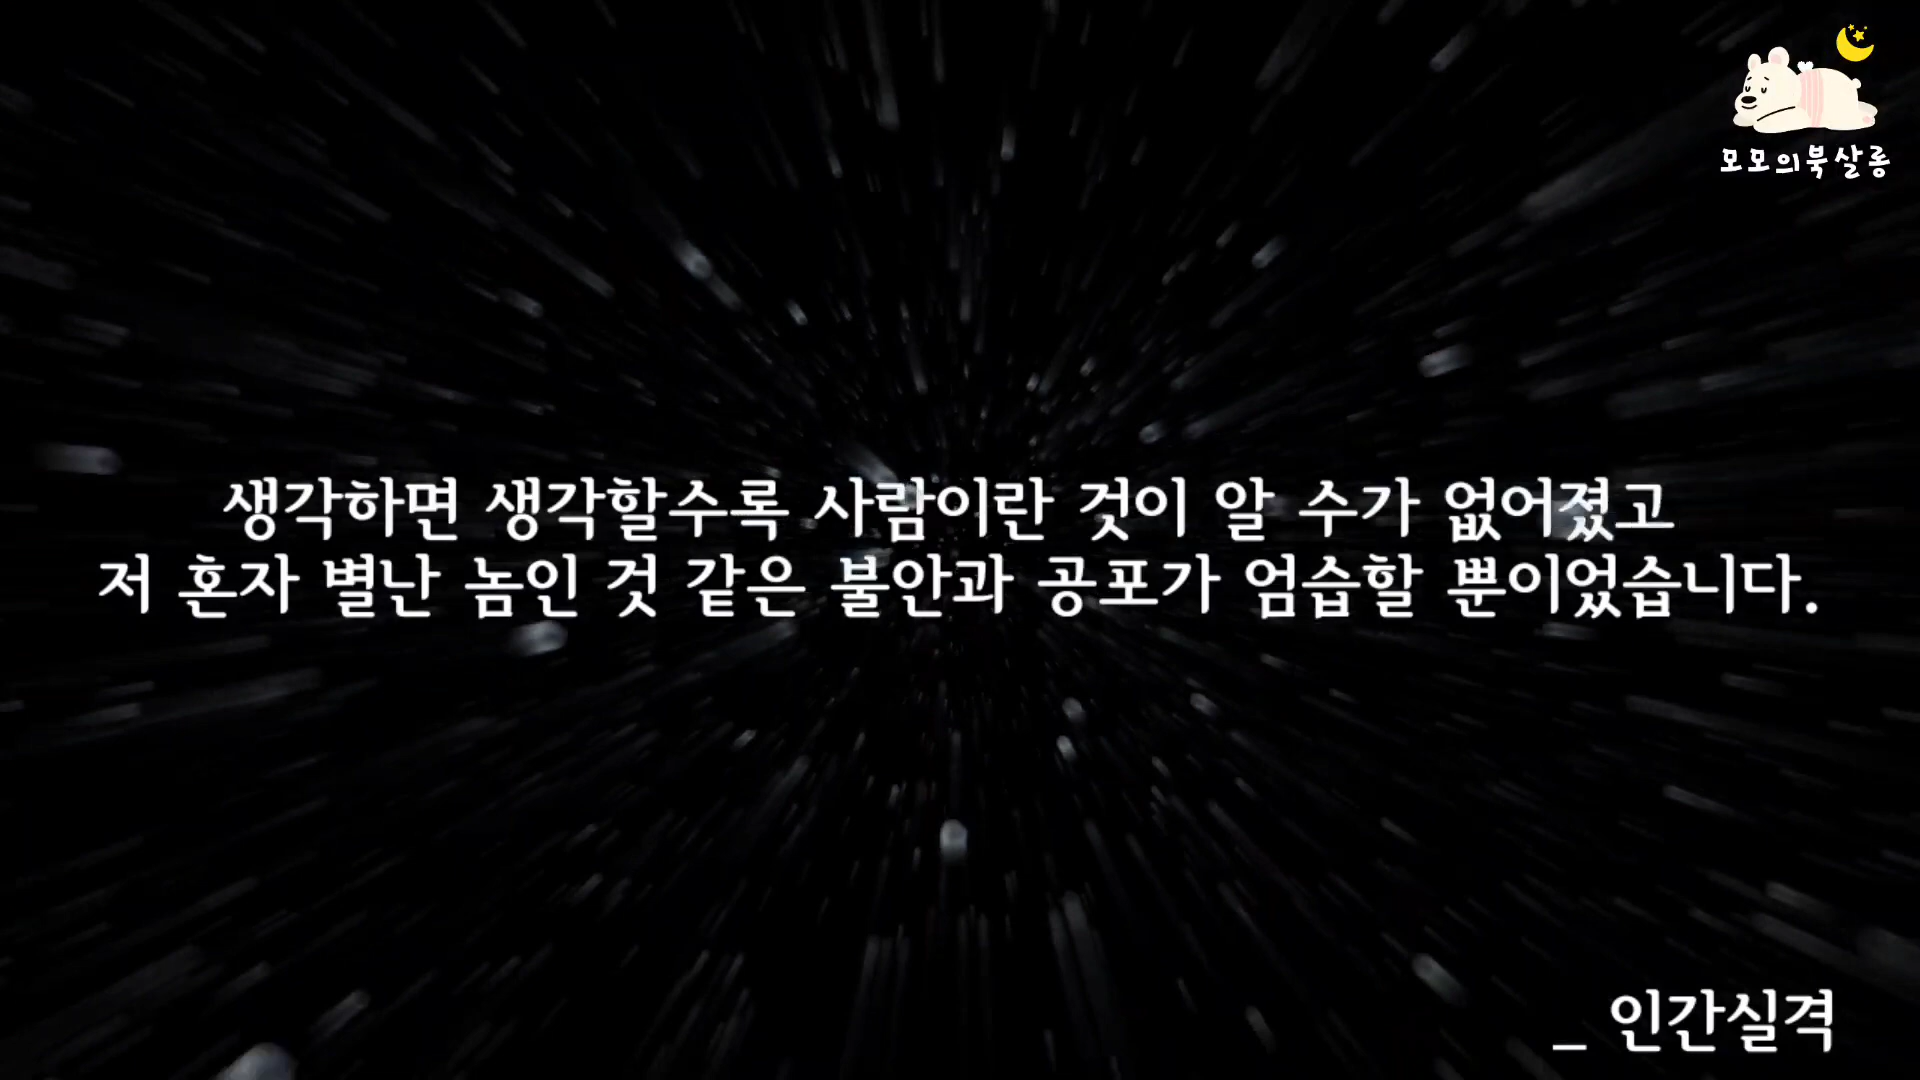 모모의북살롱
생각하면 생각할수록 사람이란 것이 알 수가 없어졌고
저 혼자 별난 놈인 것 같은 불안과 공포가 엄습할 뿐이었습니다.
_ 인간실격